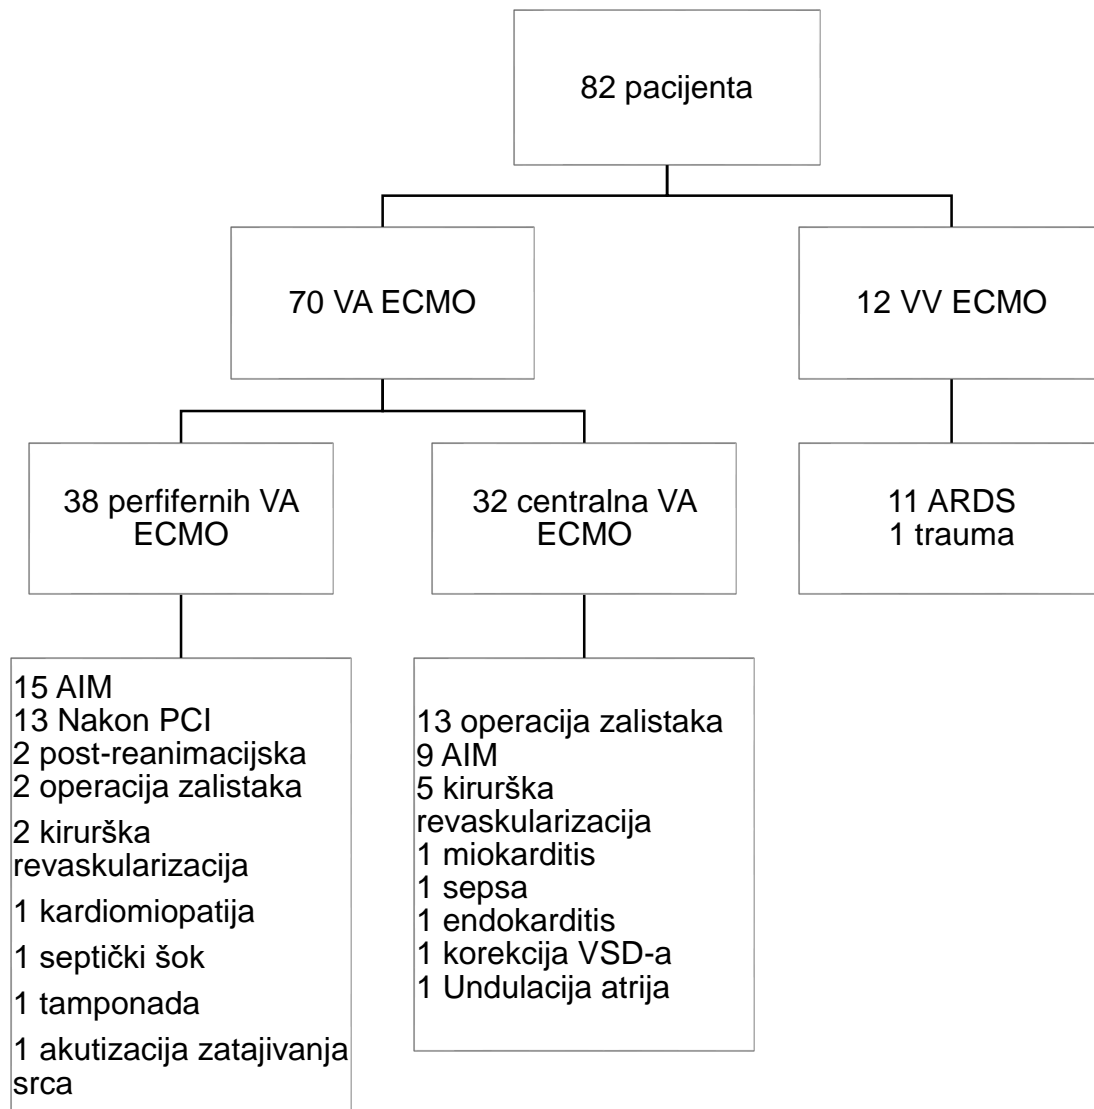 82 pacijenta
70 VA ECMO
12 VV ECMO
38 perfifernih VA
ECMO
32 centralna VA
ECMO
11 ARDS
1 trauma
15 AIM
13 Nakon PCI
2 post-reanimacijska
2 operacija zalistaka
2 kirurška
revaskularizacija
1 kardiomiopatija
1 septički šok
1 tamponada
1 akutizacija zatajivanja
srca
13 operacija zalistaka
9 AIM
5 kirurška
revaskularizacija
1 miokarditis
1 sepsa
1 endokarditis
1 korekcija VSD-a
1 Undulacija atrija